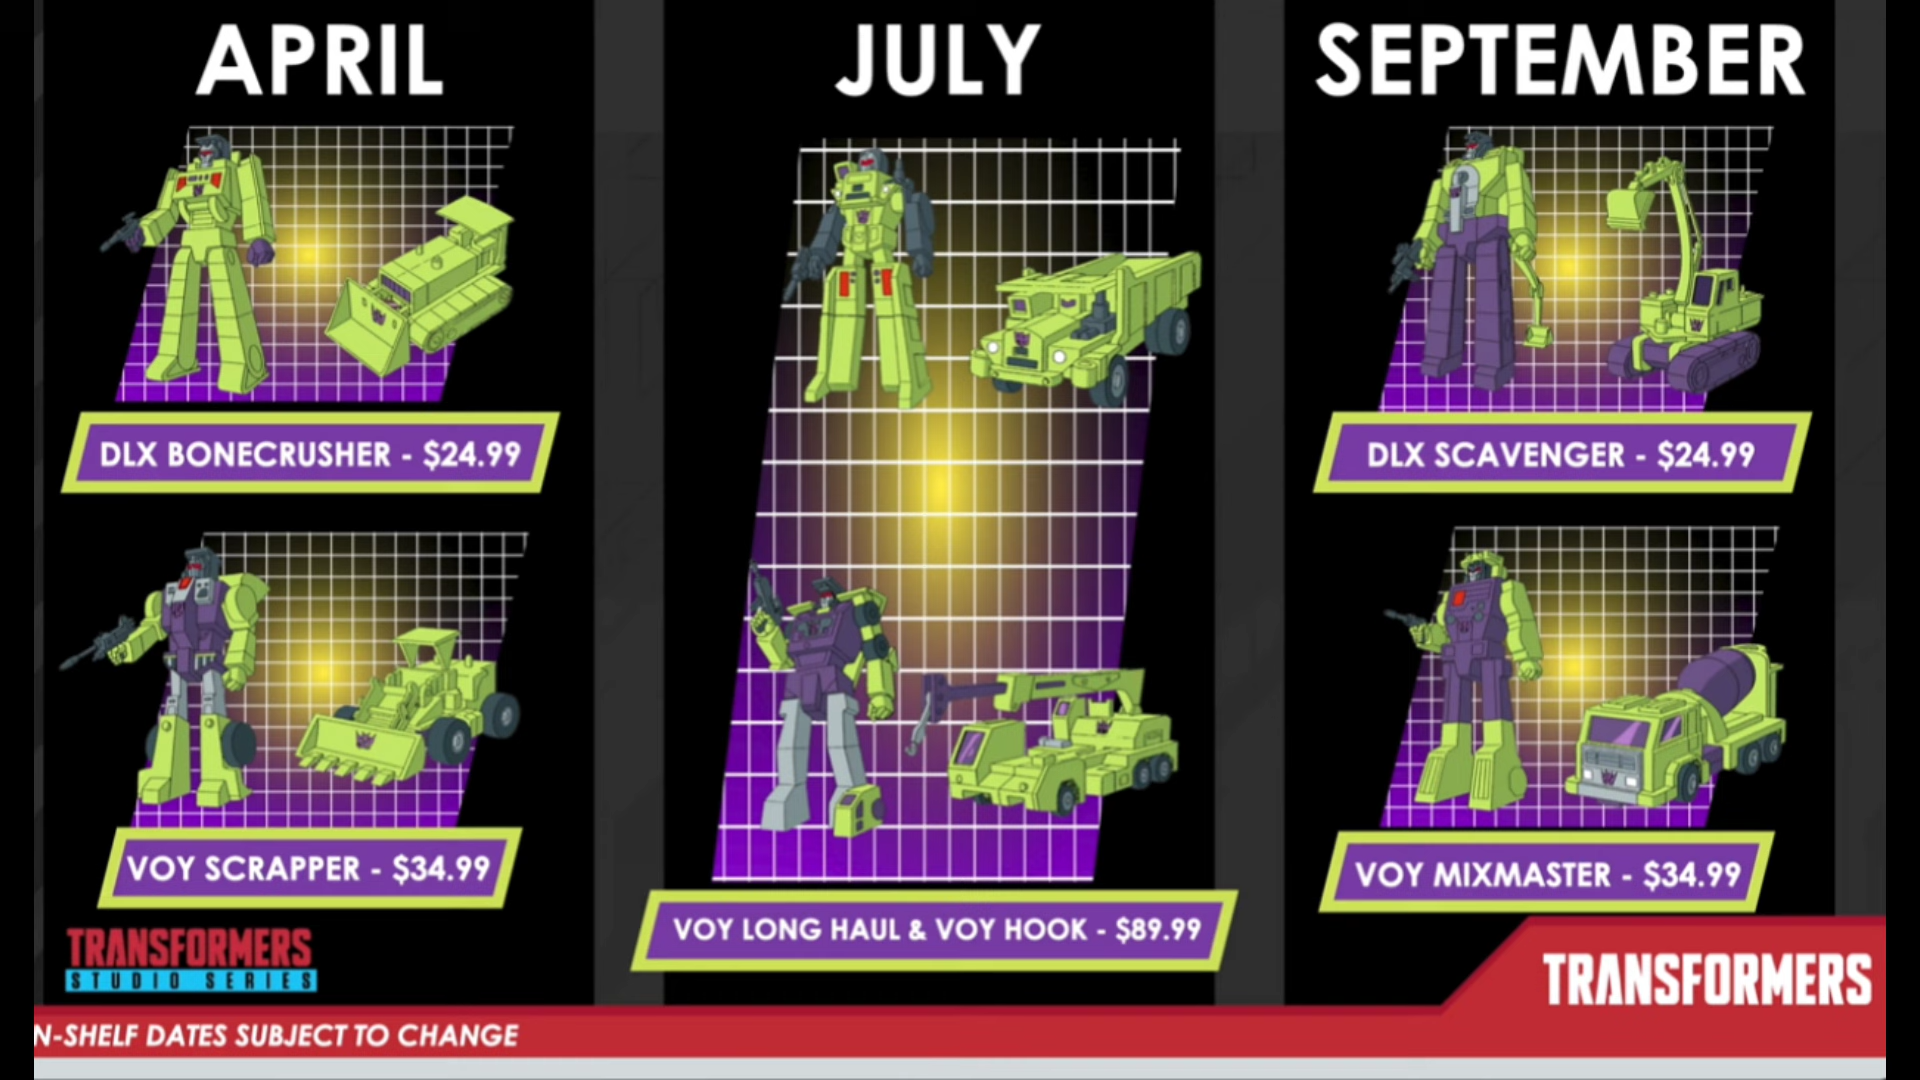 APRIL
DLX BONECRUSHER - $24.99
VOY SCRAPPER - $34.99
TRANSFORMERS
STUDIO SERIES
JULY
VOY LONG HAUL & VOY HOOK - $89.99
SEPTEMBER
DLX SCAVENGER - $24.99
VOY MIXMASTER - $34.99
TRANSFORMERS
N-SHELF DATES SUBJECT TO CHANGE